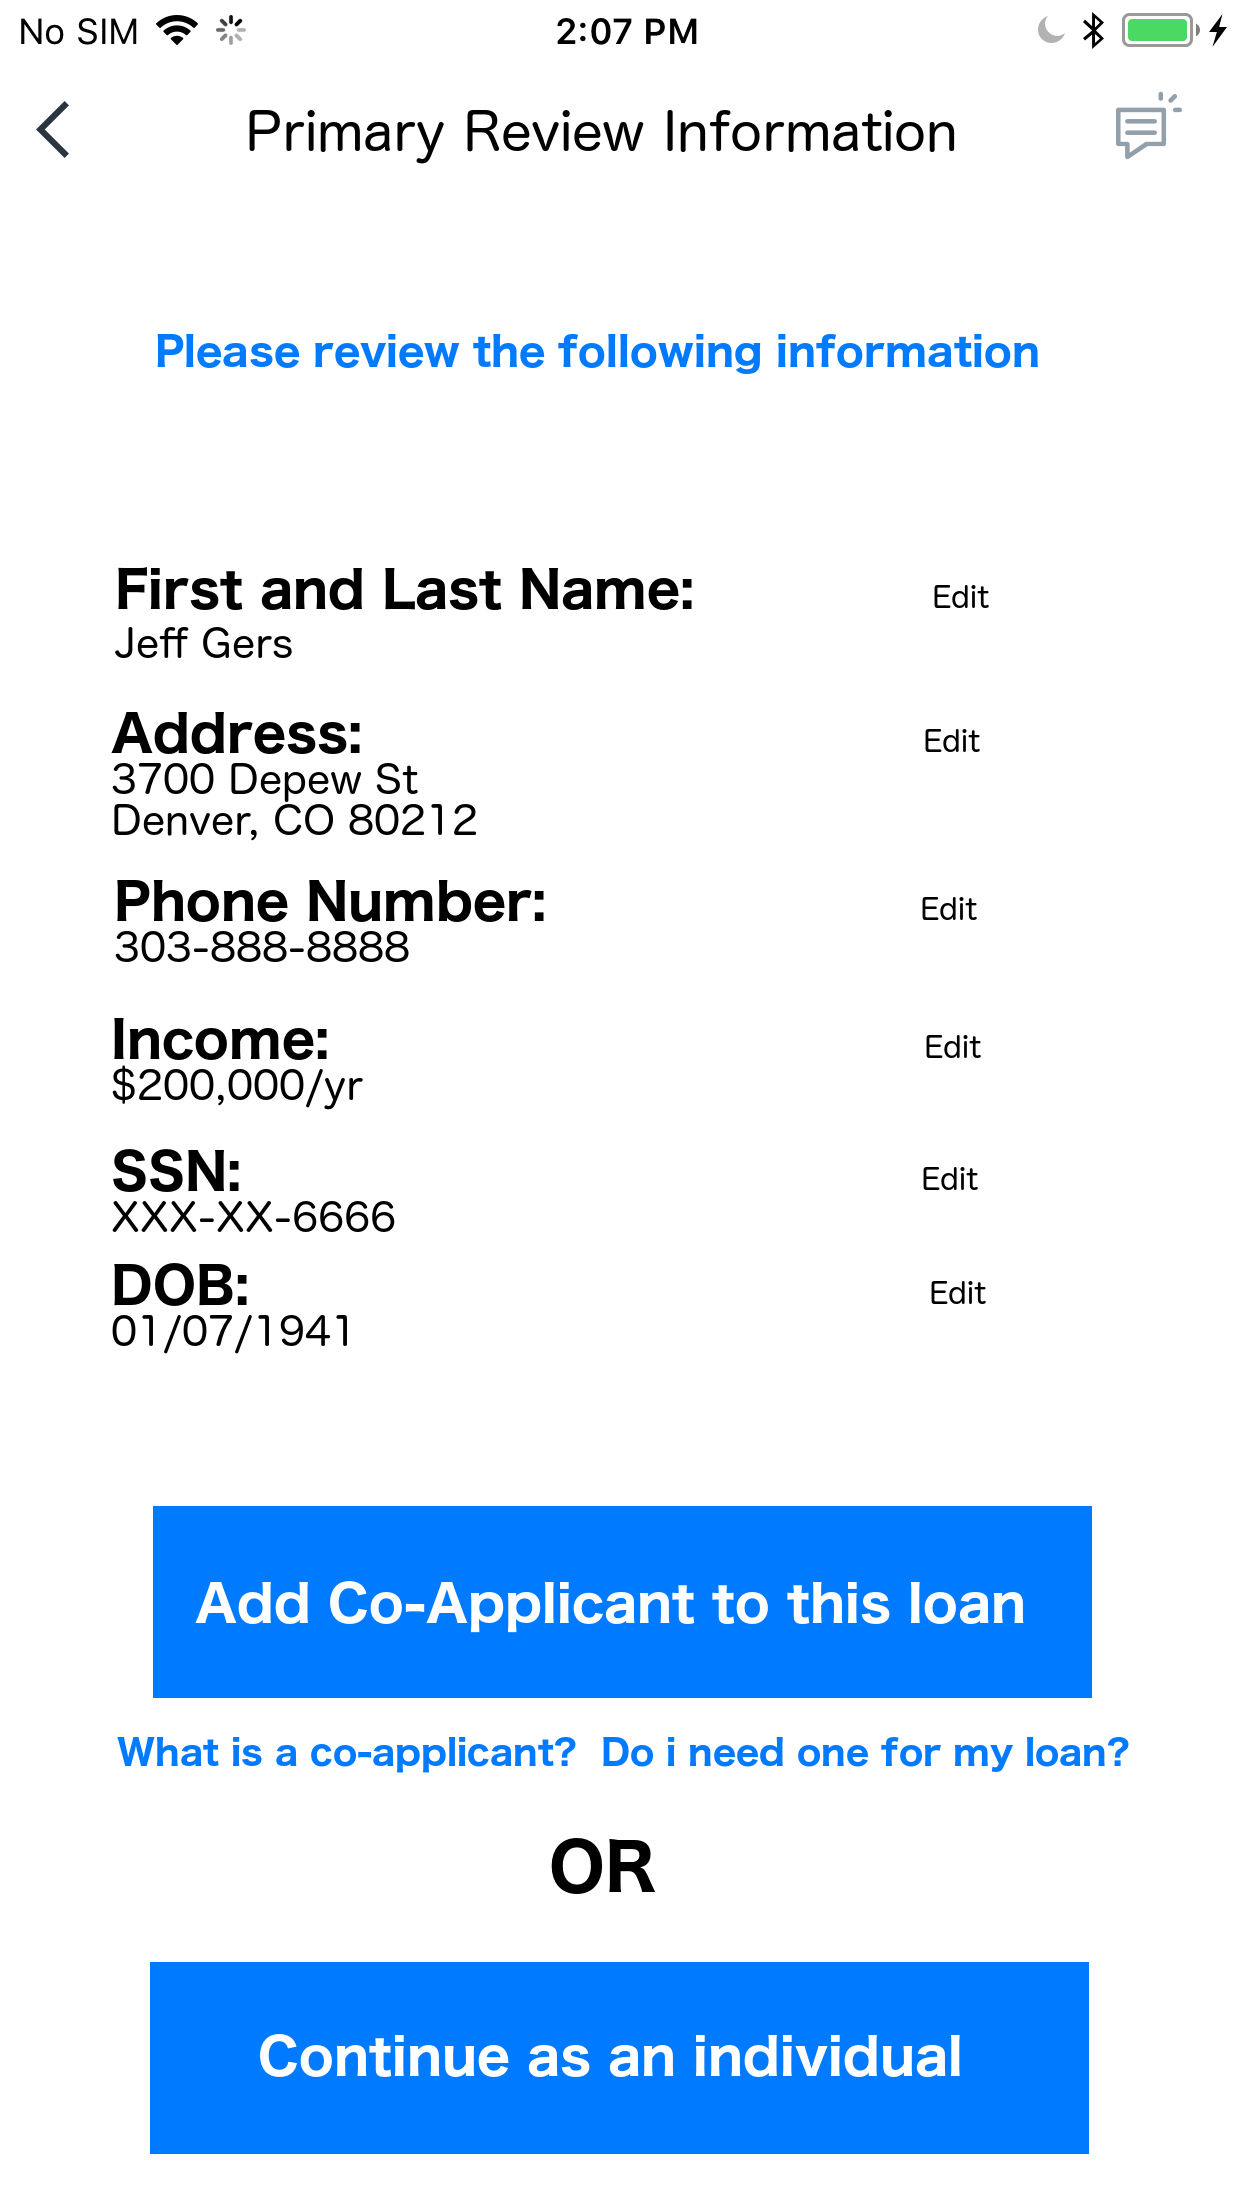 No SIM 2:07 PM
Primary Review Information
Please review the following information
First and Last Name: Edit
Jeff Gers
Address: Edit
3700 Depew St
Denver, CO 80212
Phone Number: Edit
303-888-8888
Income: Edit
$200,000/yr
SSN: Edit
XXX-XX-6666
DOB: Edit
01/07/1941
Add Co-Applicant to this loan
What is a co-applicant?  Do i need one for my loan?
OR
Continue as an individual